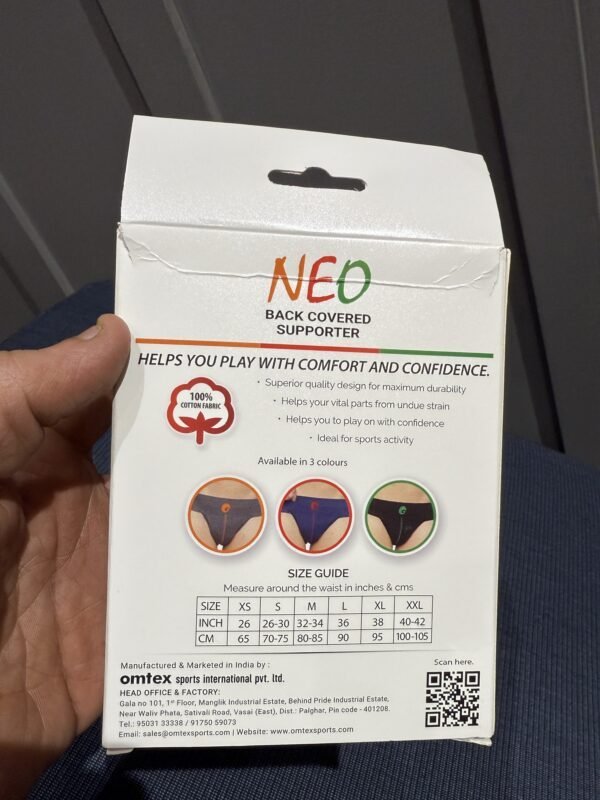 NEO
BACK COVERED
SUPPORTER
HELPS YOU PLAY WITH COMFORT AND CONFIDENCE.
100%
COTTON FABRIC
• Superior quality design for maximum durability
• Helps your vital parts from undue strain
• Helps you to play on with confidence
• Ideal for sports activity
Available in 3 colours
SIZE GUIDE
Measure around the waist in inches & cms
SIZE XS S M L XL XXL
INCH 26 26-30 32-34 36 38 40-42
CM 65 70-75 80-85 90 95 100-105
Manufactured & Marketed in India by :
omtex sports international pvt. ltd.
HEAD OFFICE & FACTORY:
Gala no 101, 1st Floor, Manglik Industrial Estate, Behind Pride Industrial Estate,
Near Waliv Phata, Sativali Road, Vasai (East), Dist.: Palghar, Pin code - 401208.
Tel.: 95031 33338 / 91750 59073
Email: sales@omtexsports.com | Website: www.omtexsports.com
Scan here.